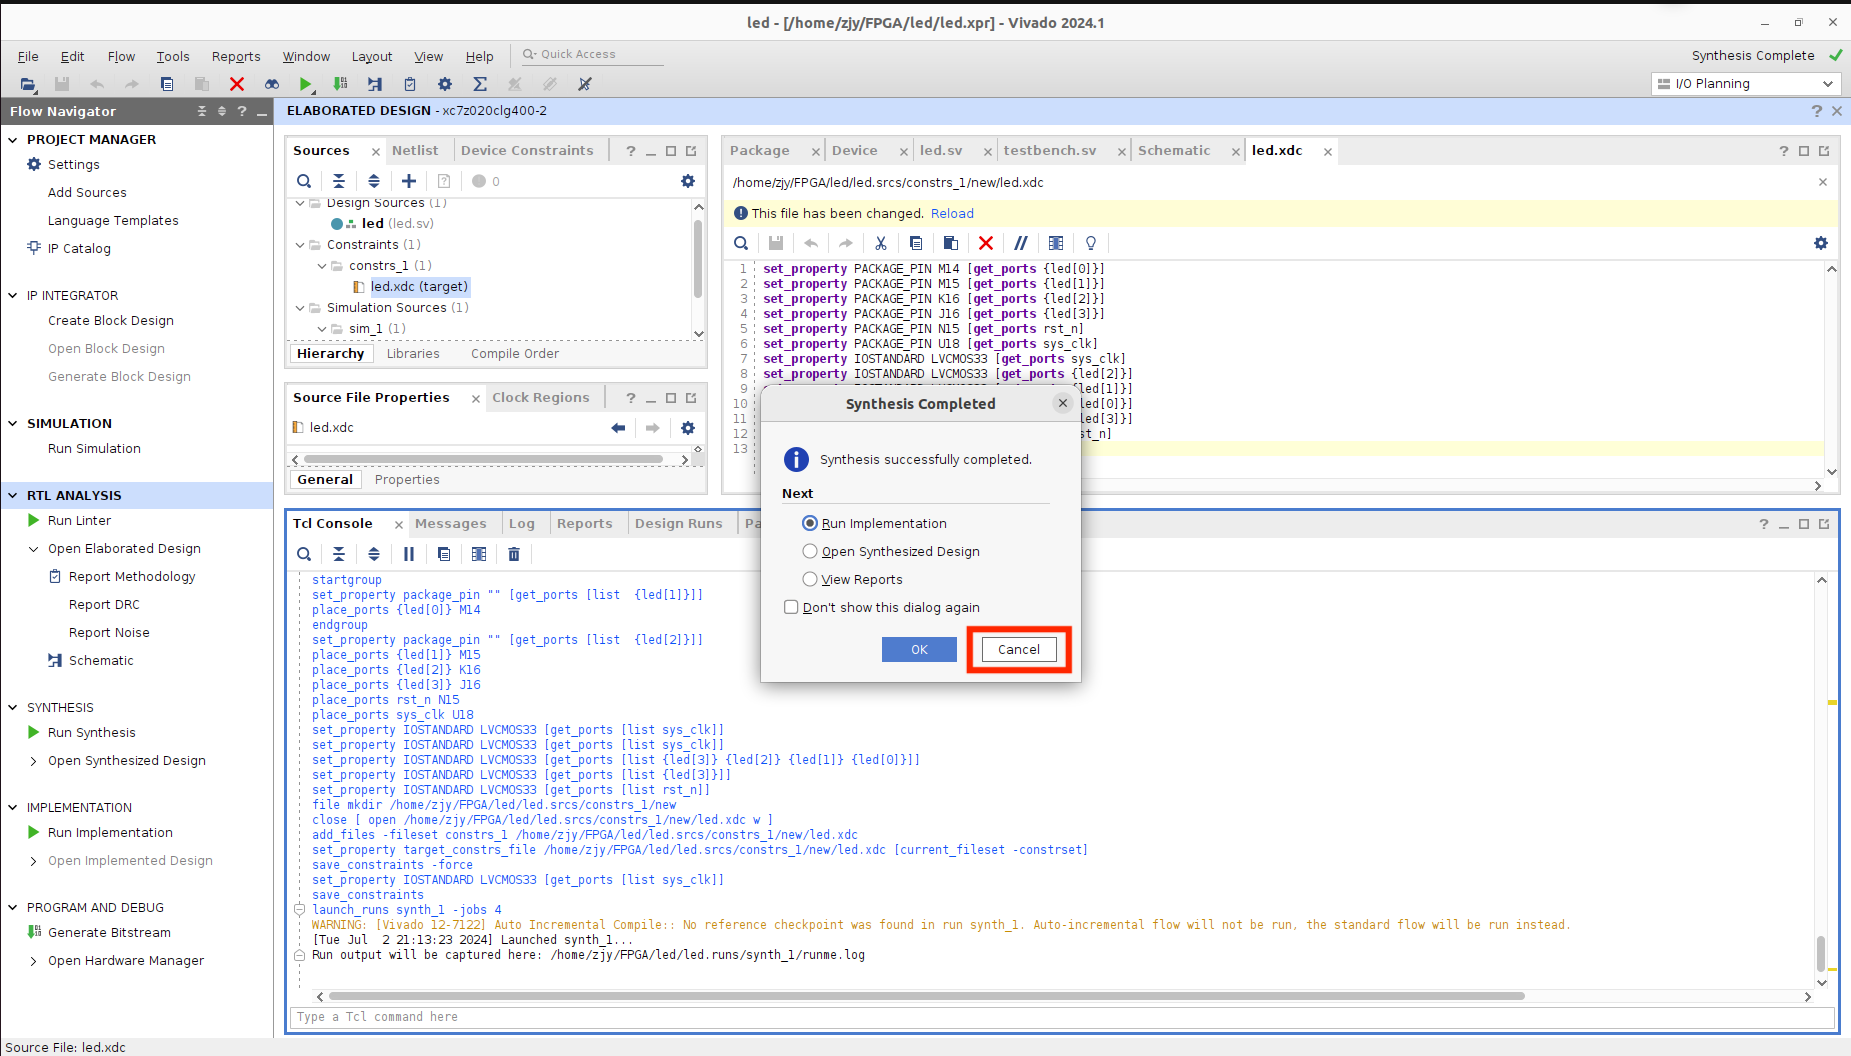 led - [/home/zjy/FPGA/led/led.xpr] - Vivado 2024.1
File Edit Flow Tools Reports Window Layout View Help Quick Access
Synthesis Complete
I/O Planning
Flow Navigator
ELABORATED DESIGN - xc7z020clg400-2
PROJECT MANAGER
Settings
Add Sources
Language Templates
IP Catalog
IP INTEGRATOR
Create Block Design
Open Block Design
Generate Block Design
SIMULATION
Run Simulation
RTL ANALYSIS
Run Linter
Open Elaborated Design
Report Methodology
Report DRC
Report Noise
Schematic
SYNTHESIS
Run Synthesis
Open Synthesized Design
IMPLEMENTATION
Run Implementation
Open Implemented Design
PROGRAM AND DEBUG
Generate Bitstream
Open Hardware Manager
Sources Netlist Device Constraints
0
Design Sources (1)
led (led.sv)
Constraints (1)
constrs_1 (1)
led.xdc (target)
Simulation Sources (1)
sim_1 (1)
Hierarchy Libraries Compile Order
Source File Properties Clock Regions
led.xdc
General Properties
Package Device led.sv testbench.sv Schematic led.xdc
/home/zjy/FPGA/led/led.srcs/constrs_1/new/led.xdc
This file has been changed. Reload
1 set_property PACKAGE_PIN M14 [get_ports {led[0]}]
2 set_property PACKAGE_PIN M15 [get_ports {led[1]}]
3 set_property PACKAGE_PIN K16 [get_ports {led[2]}]
4 set_property PACKAGE_PIN J16 [get_ports {led[3]}]
5 set_property PACKAGE_PIN N15 [get_ports rst_n]
6 set_property PACKAGE_PIN U18 [get_ports sys_clk]
7 set_property IOSTANDARD LVCMOS33 [get_ports sys_clk]
8 set_property IOSTANDARD LVCMOS33 [get_ports {led[2]}]
9 {led[1]}]
10 led[0]}]
11 led[3]}]
12 st_n]
13
Synthesis Completed
Synthesis successfully completed.
Next
Run Implementation
Open Synthesized Design
View Reports
Don't show this dialog again
OK Cancel
Tcl Console Messages Log Reports Design Runs Pa
startgroup
set_property package_pin "" [get_ports [list {led[1]}]]
place_ports {led[0]} M14
endgroup
set_property package_pin "" [get_ports [list {led[2]}]]
place_ports {led[1]} M15
place_ports {led[2]} K16
place_ports {led[3]} J16
place_ports rst_n N15
place_ports sys_clk U18
set_property IOSTANDARD LVCMOS33 [get_ports [list sys_clk]]
set_property IOSTANDARD LVCMOS33 [get_ports [list sys_clk]]
set_property IOSTANDARD LVCMOS33 [get_ports [list {led[3]} {led[2]} {led[1]} {led[0]}]]
set_property IOSTANDARD LVCMOS33 [get_ports [list {led[3]}]]
set_property IOSTANDARD LVCMOS33 [get_ports [list rst_n]]
file mkdir /home/zjy/FPGA/led/led.srcs/constrs_1/new
close [ open /home/zjy/FPGA/led/led.srcs/constrs_1/new/led.xdc w ]
add_files -fileset constrs_1 /home/zjy/FPGA/led/led.srcs/constrs_1/new/led.xdc
set_property target_constrs_file /home/zjy/FPGA/led/led.srcs/constrs_1/new/led.xdc [current_fileset -constrset]
save_constraints -force
set_property IOSTANDARD LVCMOS33 [get_ports [list sys_clk]]
save_constraints
launch_runs synth_1 -jobs 4
WARNING: [Vivado 12-7122] Auto Incremental Compile:: No reference checkpoint was found in run synth_1. Auto-incremental flow will not be run, the standard flow will be run instead.
[Tue Jul  2 21:13:23 2024] Launched synth_1...
Run output will be captured here: /home/zjy/FPGA/led/led.runs/synth_1/runme.log
Type a Tcl command here
Source File: led.xdc